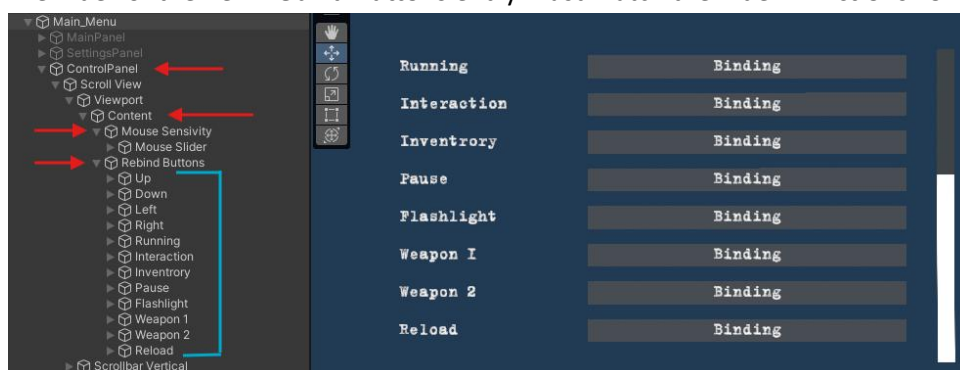 Main_Menu
MainPanel
SettingsPanel
ControlPanel
Scroll View
Viewport
Content
Mouse Sensivity
Mouse Slider
Rebind Buttons
Up
Down
Left
Right
Running
Interaction
Inventrory
Pause
Flashlight
Weapon 1
Weapon 2
Reload
Scrollbar Vertical
Running Binding
Interaction Binding
Inventrory Binding
Pause Binding
Flashlight Binding
Weapon I Binding
Weapon 2 Binding
Reload Binding